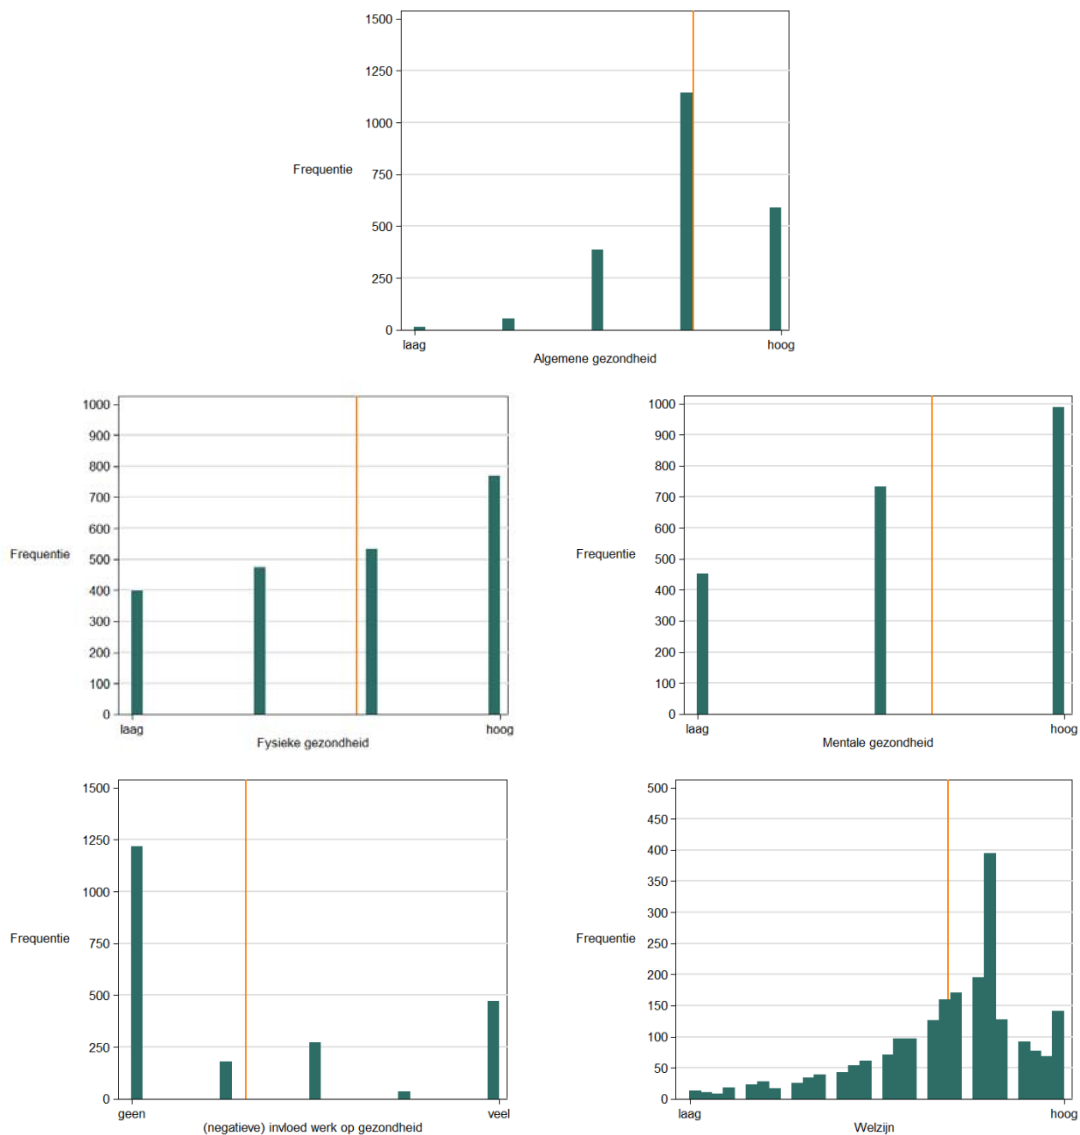 1500
1250
1000
Frequentie
750
500
250
0
laag
hoog
Algemene gezondheid
1000
900
800
700
600
Frequentie
500
400
300
200
100
0
laag
hoog
Fysieke gezondheid
1000
900
800
700
600
Frequentie
500
400
300
200
100
0
laag
hoog
Mentale gezondheid
1500
1250
1000
Frequentie
750
500
250
0
geen
veel
(negatieve) invloed werk op gezondheid
500
450
400
350
300
Frequentie
250
200
150
100
50
0
laag
hoog
Welzijn